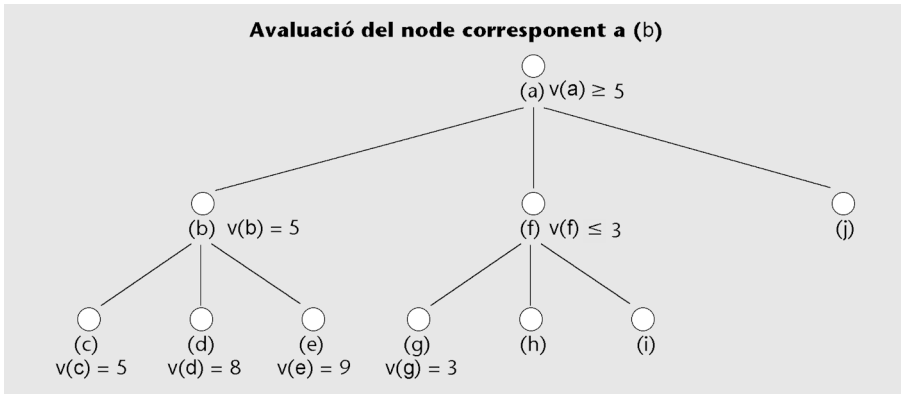 Avaluació del node corresponent a (b)
(a) v(a) ≥ 5
(b) v(b) = 5
(f) v(f) ≤ 3
(j)
(c)
v(c) = 5
(d)
v(d) = 8
(e)
v(e) = 9
(g)
v(g) = 3
(h)
(i)